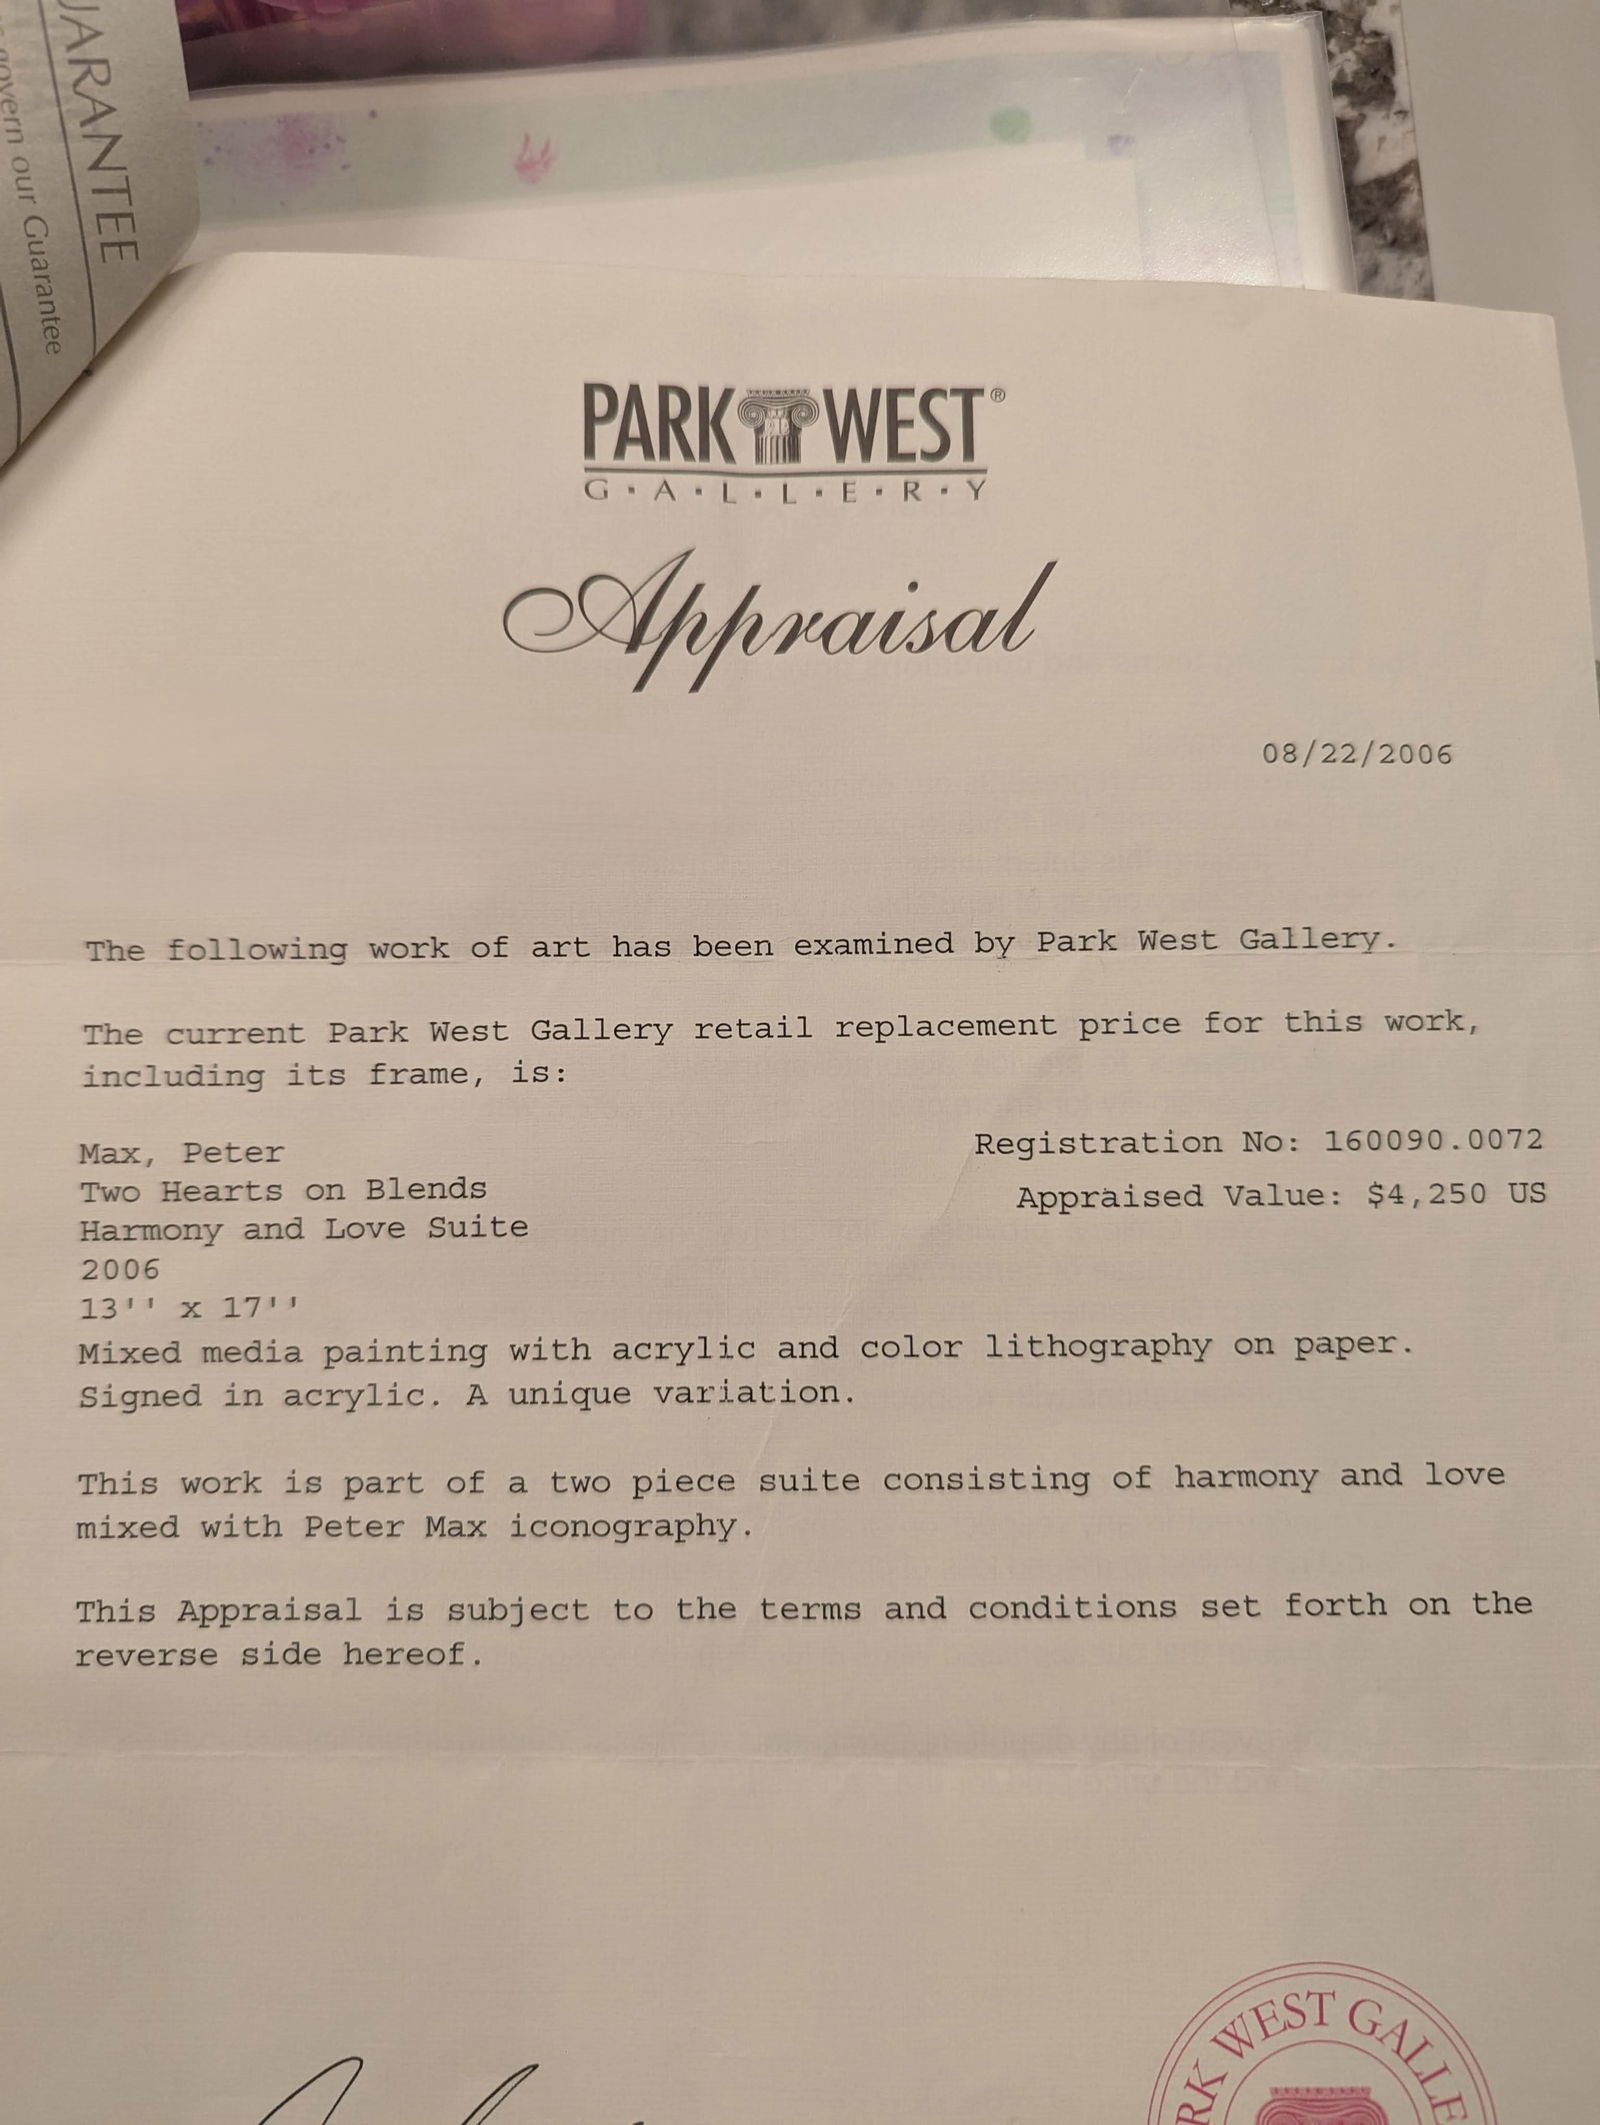 UARANTEE
govern our Guarantee
PARK WEST®
G·A·L·L·E·R·Y
Appraisal
08/22/2006
The following work of art has been examined by Park West Gallery.
The current Park West Gallery retail replacement price for this work,
including its frame, is:
Max, Peter
Registration No: 160090.0072
Two Hearts on Blends
Appraised Value: $4,250 US
Harmony and Love Suite
2006
13'' x 17''
Mixed media painting with acrylic and color lithography on paper.
Signed in acrylic. A unique variation.
This work is part of a two piece suite consisting of harmony and love
mixed with Peter Max iconography.
This Appraisal is subject to the terms and conditions set forth on the
reverse side hereof.
RK WEST GALLE